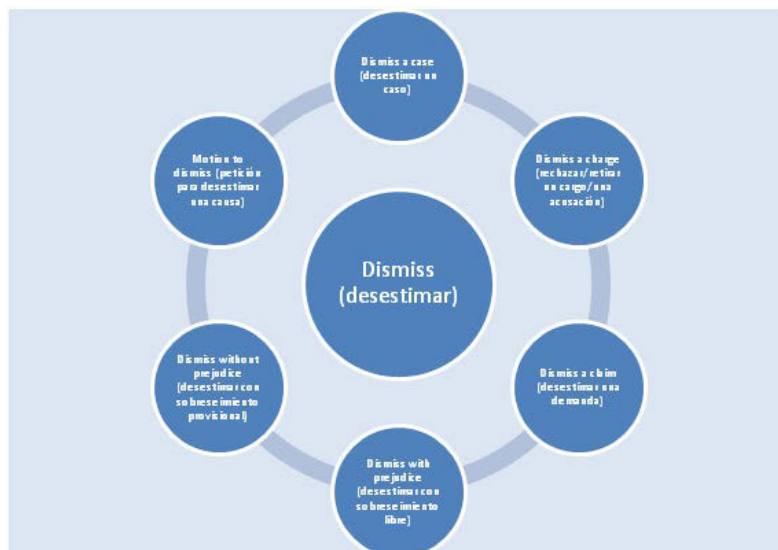 Dismiss a case
(desestimar un
caso)
Dismiss a charge
(rechazar/retirar
un cargo/una
acusación)
Dismiss a claim
(desestimar una
demanda)
Dismiss with
prejudice
(desestimar con
sobreseimiento
libre)
Dismiss without
prejudice
(desestimar con
sobreseimiento
provisional)
Motion to
dismiss (petición
para desestimar
una causa)
Dismiss
(desestimar)